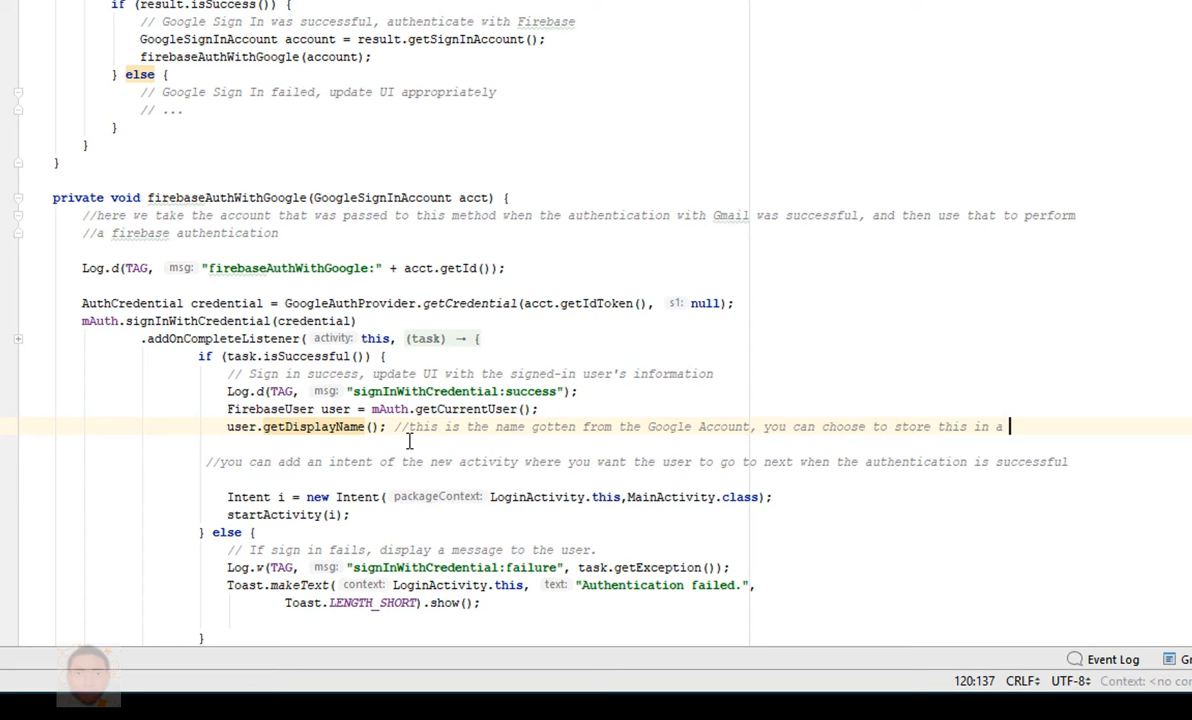 if (result.isSuccess()) {
// Google Sign In was successful, authenticate with Firebase
GoogleSignInAccount account = result.getSignInAccount();
firebaseAuthWithGoogle(account);
} else {
// Google Sign In failed, update UI appropriately
// ...
}
}
}
private void firebaseAuthWithGoogle(GoogleSignInAccount acct) {
//here we take the account that was passed to this method when the authentication with Gmail was successful, and then use that to perform
//a firebase authentication
Log.d(TAG, msg: "firebaseAuthWithGoogle:" + acct.getId());
AuthCredential credential = GoogleAuthProvider.getCredential(acct.getIdToken(), s1: null);
mAuth.signInWithCredential(credential)
.addOnCompleteListener( activity: this, (task) → {
if (task.isSuccessful()) {
// Sign in success, update UI with the signed-in user's information
Log.d(TAG, msg: "signInWithCredential:success");
FirebaseUser user = mAuth.getCurrentUser();
user.getDisplayName(); //this is the name gotten from the Google Account, you can choose to store this in a
//you can add an intent of the new activity where you want the user to go to next when the authentication is successful
Intent i = new Intent( packageContext: LoginActivity.this,MainActivity.class);
startActivity(i);
} else {
// If sign in fails, display a message to the user.
Log.w(TAG, msg: "signInWithCredential:failure", task.getException());
Toast.makeText( context: LoginActivity.this, text: "Authentication failed.",
Toast.LENGTH_SHORT).show();
}
Event Log
120:137 CRLF÷ UTF-8÷ Context: <no